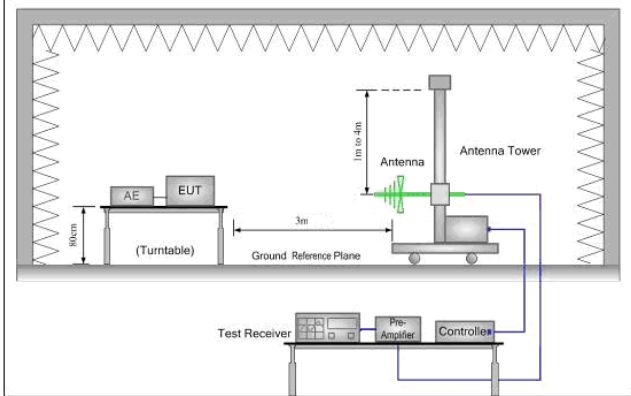 1m to 4m
Antenna
Antenna Tower
AE
EUT
80cm
3m
(Turntable)
Ground Reference Plane
Test Receiver
Pre-
Amplifier
Controller